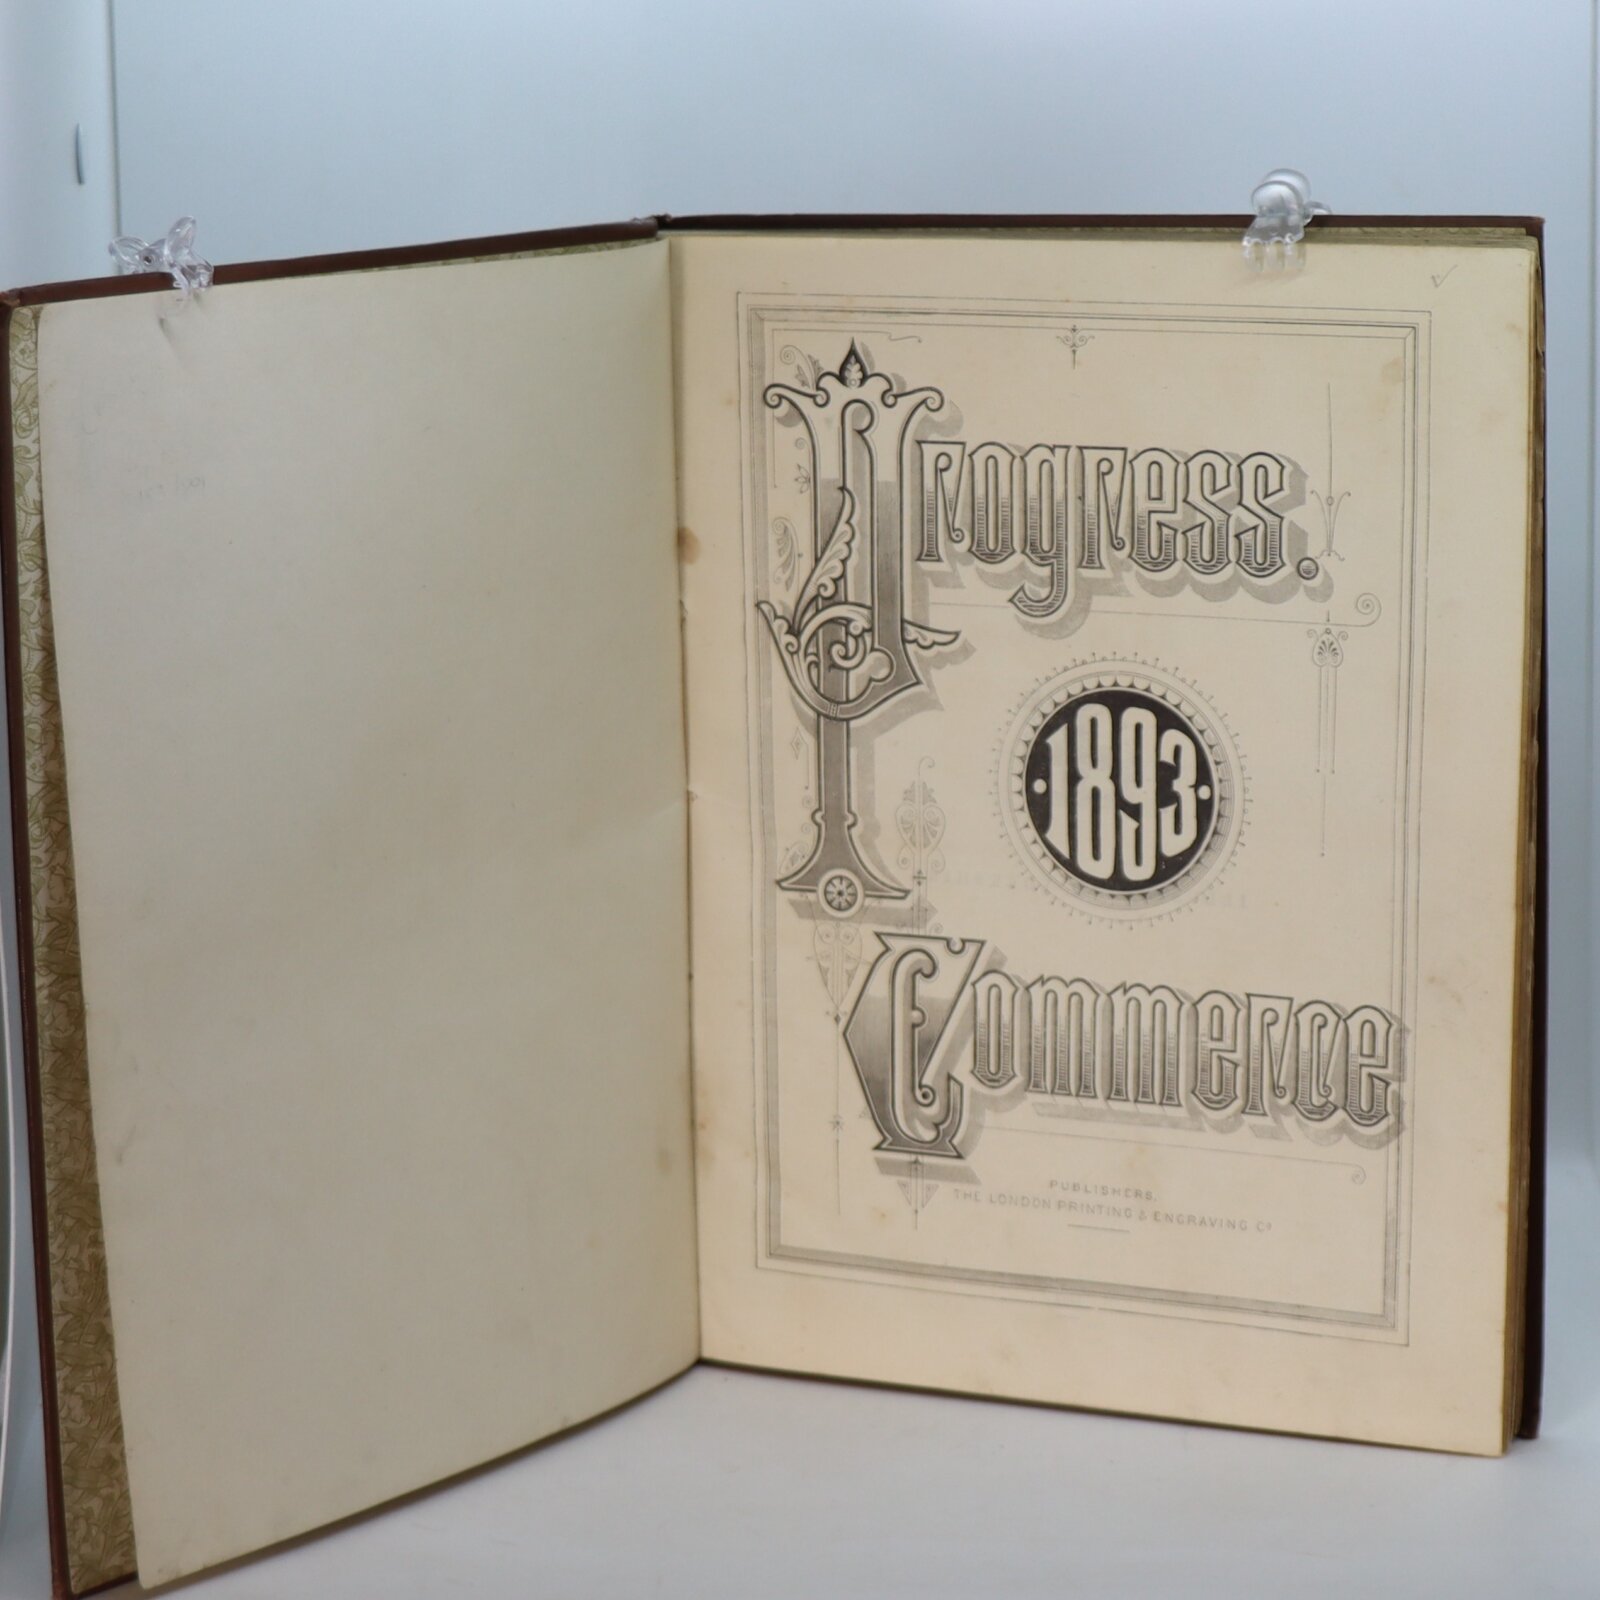 Progress.
·1893·
Commerce
PUBLISHERS,
THE LONDON PRINTING & ENGRAVING Cº